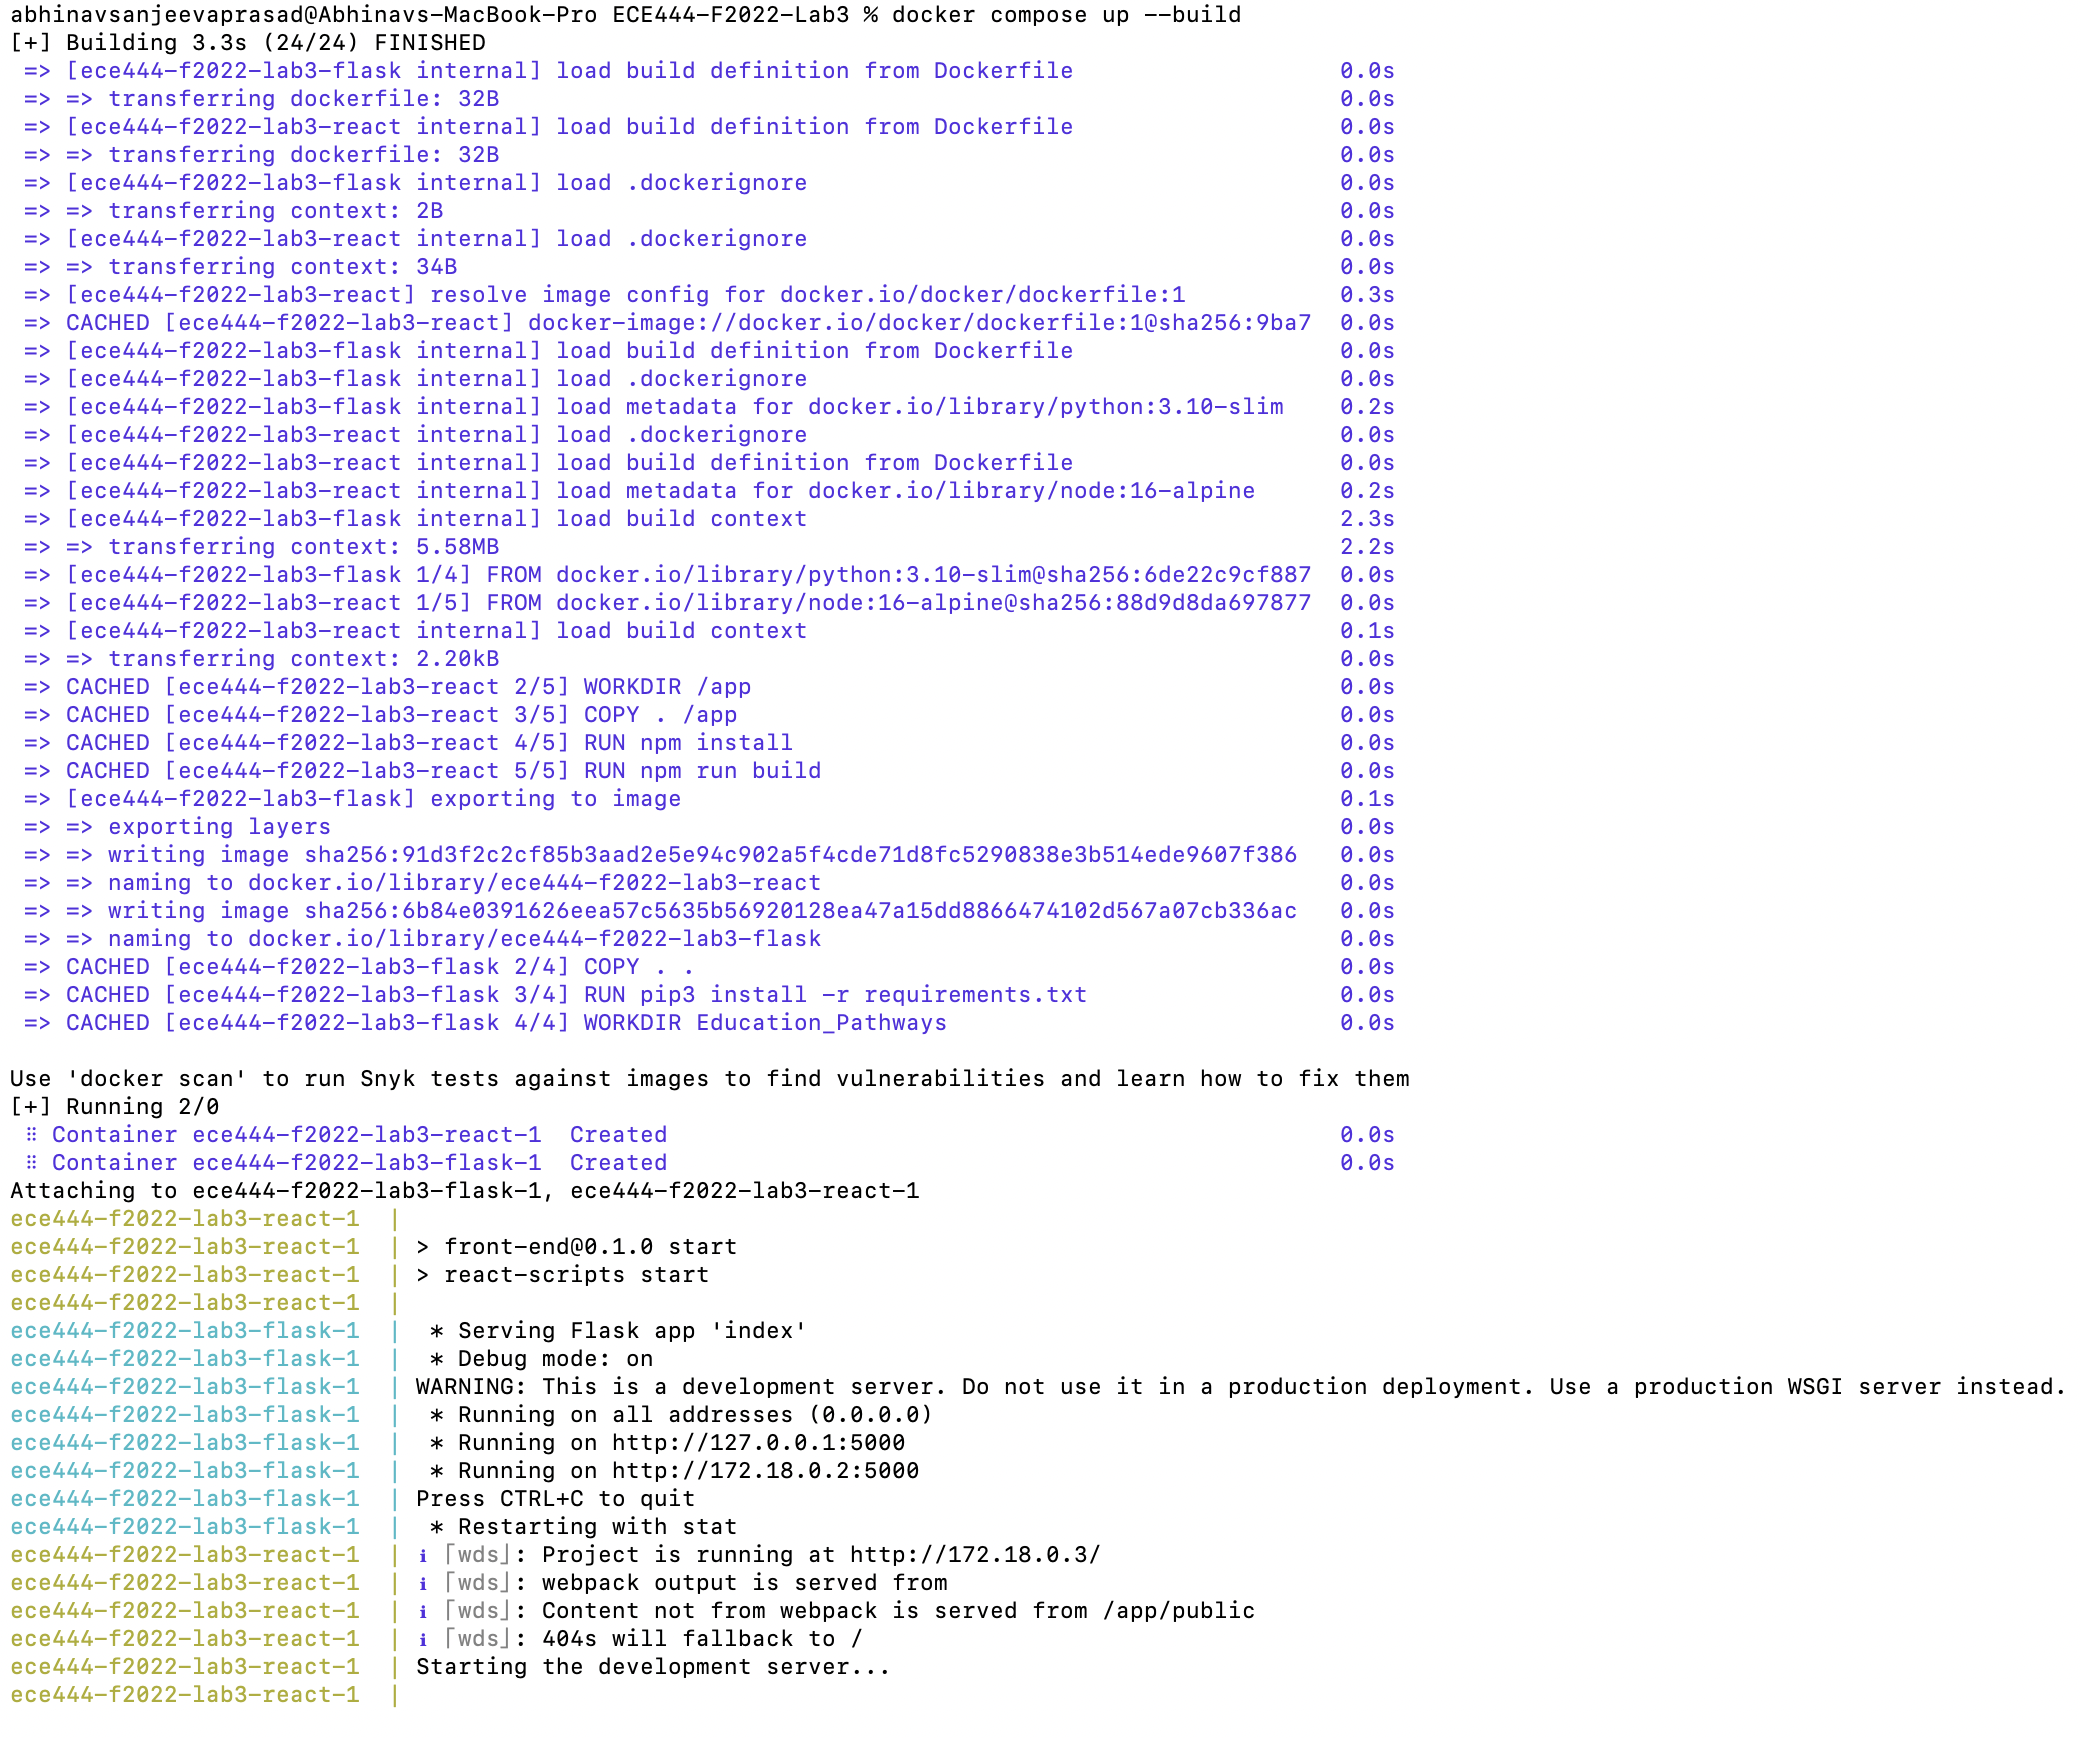 abhinavsanjeevaprasad@Abhinavs-MacBook-Pro ECE444-F2022-Lab3 % docker compose up --build
[+] Building 3.3s (24/24) FINISHED
=> [ece444-f2022-lab3-flask internal] load build definition from Dockerfile 0.0s
=> => transferring dockerfile: 32B 0.0s
=> [ece444-f2022-lab3-react internal] load build definition from Dockerfile 0.0s
=> => transferring dockerfile: 32B 0.0s
=> [ece444-f2022-lab3-flask internal] load .dockerignore 0.0s
=> => transferring context: 2B 0.0s
=> [ece444-f2022-lab3-react internal] load .dockerignore 0.0s
=> => transferring context: 34B 0.0s
=> [ece444-f2022-lab3-react] resolve image config for docker.io/docker/dockerfile:1 0.3s
=> CACHED [ece444-f2022-lab3-react] docker-image://docker.io/docker/dockerfile:1@sha256:9ba7 0.0s
=> [ece444-f2022-lab3-flask internal] load build definition from Dockerfile 0.0s
=> [ece444-f2022-lab3-flask internal] load .dockerignore 0.0s
=> [ece444-f2022-lab3-flask internal] load metadata for docker.io/library/python:3.10-slim 0.2s
=> [ece444-f2022-lab3-react internal] load .dockerignore 0.0s
=> [ece444-f2022-lab3-react internal] load build definition from Dockerfile 0.0s
=> [ece444-f2022-lab3-react internal] load metadata for docker.io/library/node:16-alpine 0.2s
=> [ece444-f2022-lab3-flask internal] load build context 2.3s
=> => transferring context: 5.58MB 2.2s
=> [ece444-f2022-lab3-flask 1/4] FROM docker.io/library/python:3.10-slim@sha256:6de22c9cf887 0.0s
=> [ece444-f2022-lab3-react 1/5] FROM docker.io/library/node:16-alpine@sha256:88d9d8da697877 0.0s
=> [ece444-f2022-lab3-react internal] load build context 0.1s
=> => transferring context: 2.20kB 0.0s
=> CACHED [ece444-f2022-lab3-react 2/5] WORKDIR /app 0.0s
=> CACHED [ece444-f2022-lab3-react 3/5] COPY . /app 0.0s
=> CACHED [ece444-f2022-lab3-react 4/5] RUN npm install 0.0s
=> CACHED [ece444-f2022-lab3-react 5/5] RUN npm run build 0.0s
=> [ece444-f2022-lab3-flask] exporting to image 0.1s
=> => exporting layers 0.0s
=> => writing image sha256:91d3f2c2cf85b3aad2e5e94c902a5f4cde71d8fc5290838e3b514ede9607f386 0.0s
=> => naming to docker.io/library/ece444-f2022-lab3-react 0.0s
=> => writing image sha256:6b84e0391626eea57c5635b56920128ea47a15dd8866474102d567a07cb336ac 0.0s
=> => naming to docker.io/library/ece444-f2022-lab3-flask 0.0s
=> CACHED [ece444-f2022-lab3-flask 2/4] COPY . . 0.0s
=> CACHED [ece444-f2022-lab3-flask 3/4] RUN pip3 install -r requirements.txt 0.0s
=> CACHED [ece444-f2022-lab3-flask 4/4] WORKDIR Education_Pathways 0.0s
Use 'docker scan' to run Snyk tests against images to find vulnerabilities and learn how to fix them
[+] Running 2/0
⠿ Container ece444-f2022-lab3-react-1 Created 0.0s
⠿ Container ece444-f2022-lab3-flask-1 Created 0.0s
Attaching to ece444-f2022-lab3-flask-1, ece444-f2022-lab3-react-1
ece444-f2022-lab3-react-1 |
ece444-f2022-lab3-react-1 | > front-end@0.1.0 start
ece444-f2022-lab3-react-1 | > react-scripts start
ece444-f2022-lab3-react-1 |
ece444-f2022-lab3-flask-1 | * Serving Flask app 'index'
ece444-f2022-lab3-flask-1 | * Debug mode: on
ece444-f2022-lab3-flask-1 | WARNING: This is a development server. Do not use it in a production deployment. Use a production WSGI server instead.
ece444-f2022-lab3-flask-1 | * Running on all addresses (0.0.0.0)
ece444-f2022-lab3-flask-1 | * Running on http://127.0.0.1:5000
ece444-f2022-lab3-flask-1 | * Running on http://172.18.0.2:5000
ece444-f2022-lab3-flask-1 | Press CTRL+C to quit
ece444-f2022-lab3-flask-1 | * Restarting with stat
ece444-f2022-lab3-react-1 | ℹ ｢wds｣: Project is running at http://172.18.0.3/
ece444-f2022-lab3-react-1 | ℹ ｢wds｣: webpack output is served from
ece444-f2022-lab3-react-1 | ℹ ｢wds｣: Content not from webpack is served from /app/public
ece444-f2022-lab3-react-1 | ℹ ｢wds｣: 404s will fallback to /
ece444-f2022-lab3-react-1 | Starting the development server...
ece444-f2022-lab3-react-1 |